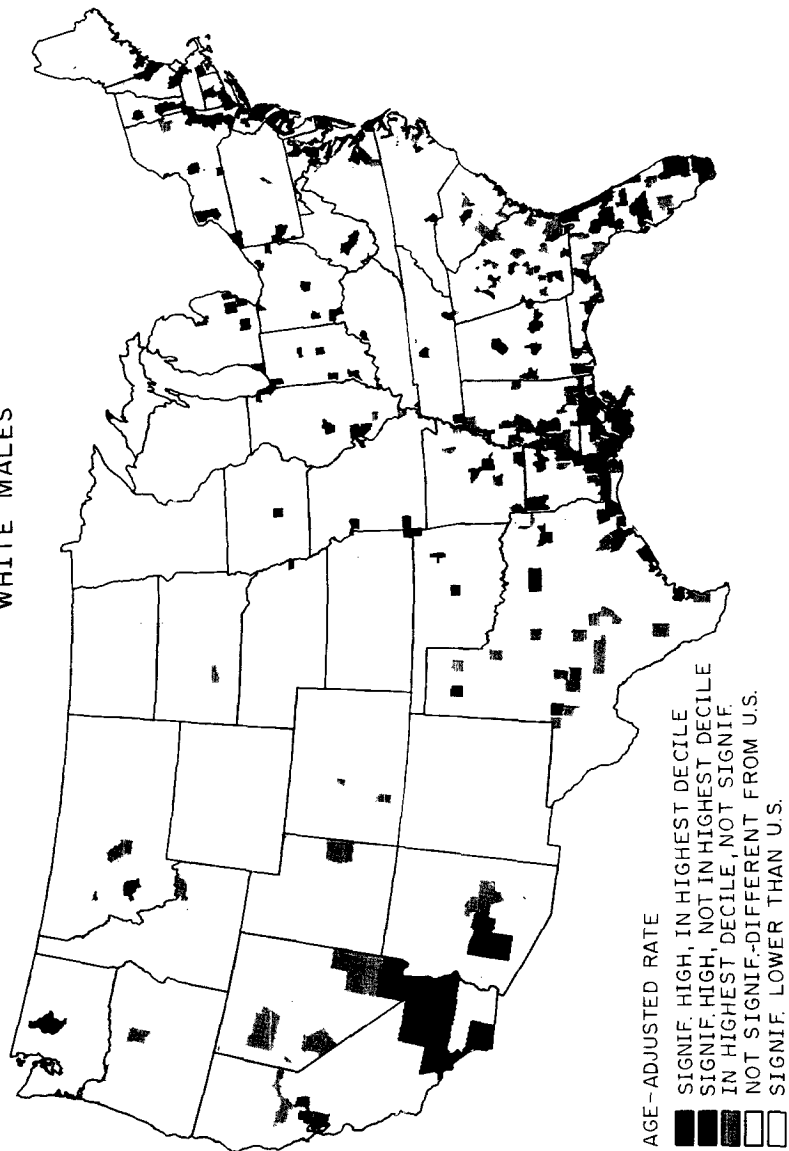 WHITE MALES
AGE-ADJUSTED RATE
SIGNIF. HIGH, IN HIGHEST DECILE
SIGNIF. HIGH, NOT IN HIGHEST DECILE
IN HIGHEST DECILE, NOT SIGNIF.
NOT SIGNIF. DIFFERENT FROM U.S.
SIGNIF. LOWER THAN U.S.